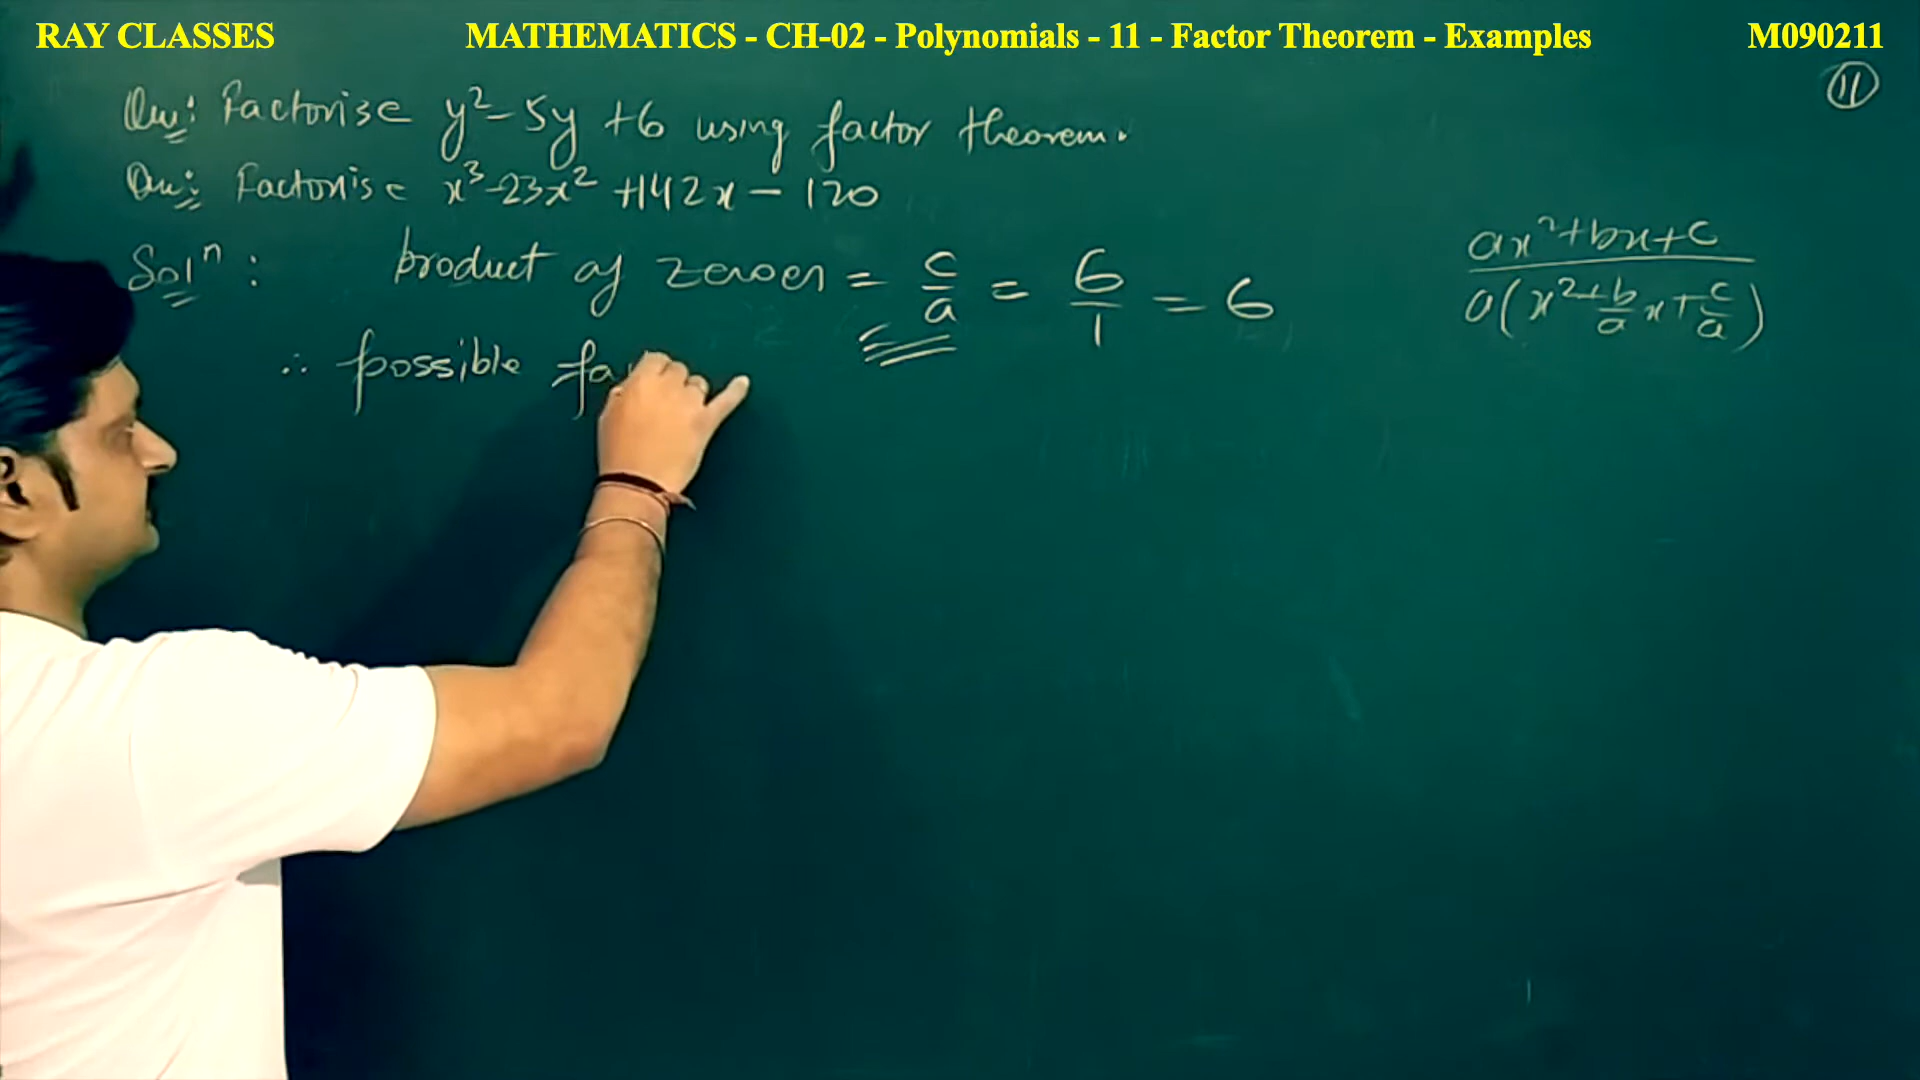 RAY CLASSES MATHEMATICS - CH-02 - Polynomials - 11 - Factor Theorem - Examples M090211
11
Qu: Factorise y² - 5y + 6 using factor theorem.
Qu: Factorise x³ - 23x² + 142x - 120
Solⁿ : product of zeroes = c/a = 6/1 = 6
ax² + bx + c
a(x² + b/a x + c/a)
∴ possible fa